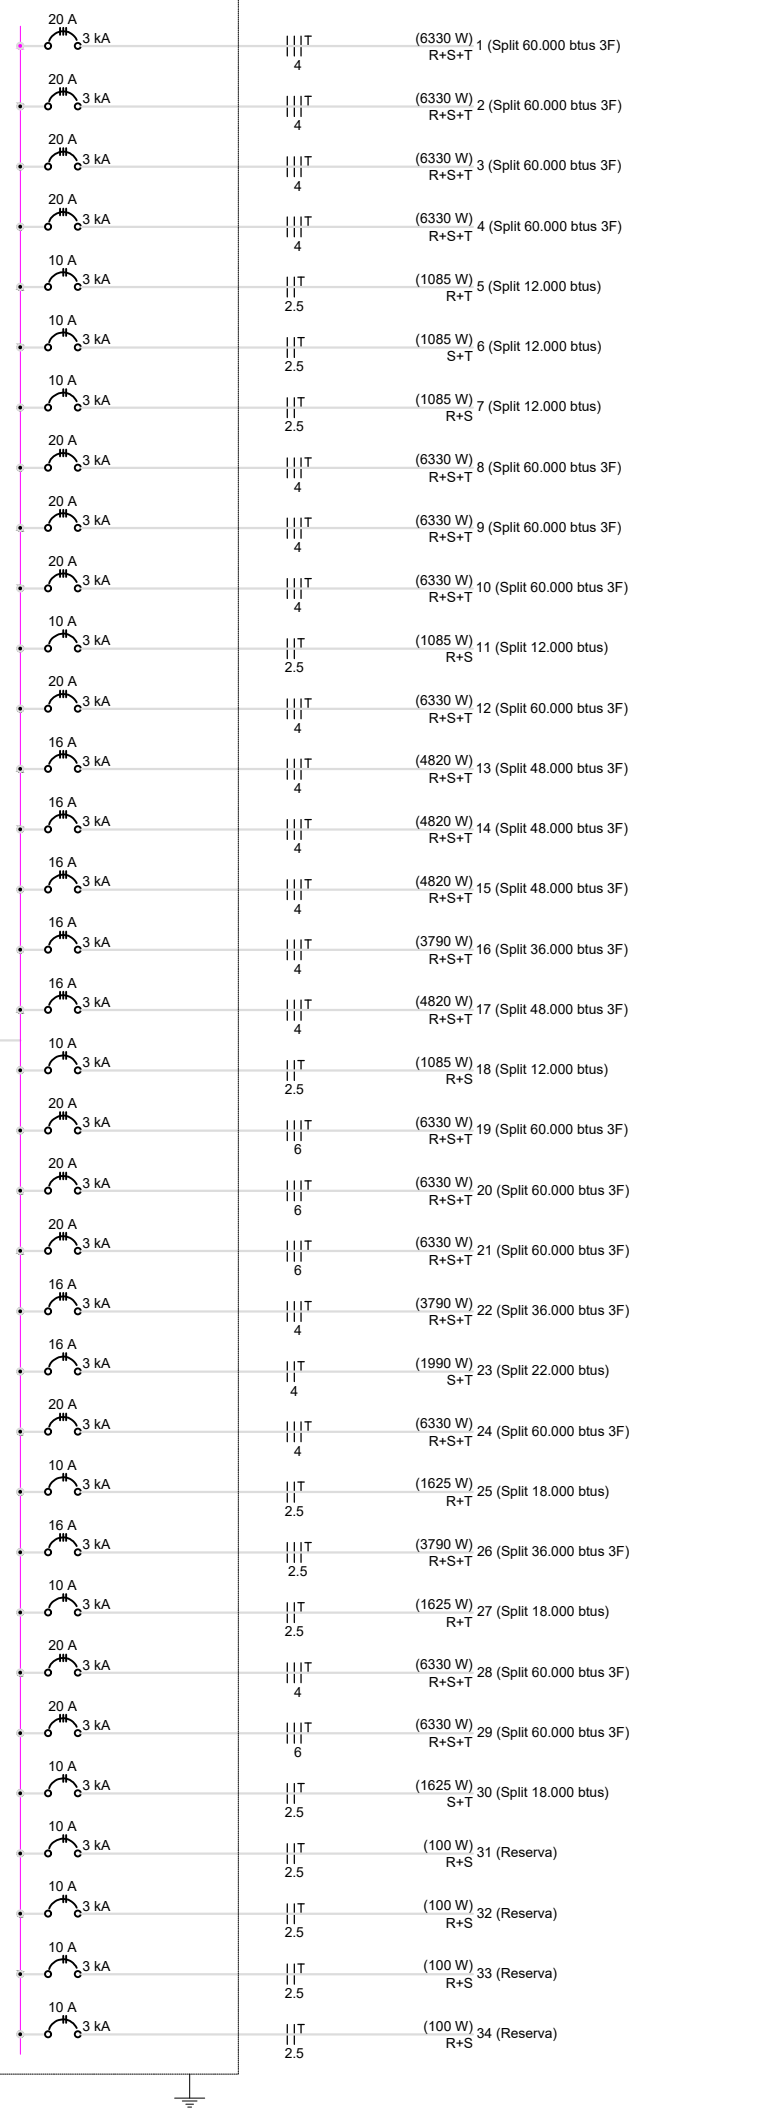 20 A
3 kA T (6330 W) 1 (Split 60.000 btus 3F)
4 R+S+T
20 A
3 kA T (6330 W) 2 (Split 60.000 btus 3F)
4 R+S+T
20 A
3 kA T (6330 W) 3 (Split 60.000 btus 3F)
4 R+S+T
20 A
3 kA T (6330 W) 4 (Split 60.000 btus 3F)
4 R+S+T
10 A
3 kA T (1085 W) 5 (Split 12.000 btus)
2.5 R+T
10 A
3 kA T (1085 W) 6 (Split 12.000 btus)
2.5 S+T
10 A
3 kA T (1085 W) 7 (Split 12.000 btus)
2.5 R+S
20 A
3 kA T (6330 W) 8 (Split 60.000 btus 3F)
4 R+S+T
20 A
3 kA T (6330 W) 9 (Split 60.000 btus 3F)
4 R+S+T
20 A
3 kA T (6330 W) 10 (Split 60.000 btus 3F)
4 R+S+T
10 A
3 kA T (1085 W) 11 (Split 12.000 btus)
2.5 R+S
20 A
3 kA T (6330 W) 12 (Split 60.000 btus 3F)
4 R+S+T
16 A
3 kA T (4820 W) 13 (Split 48.000 btus 3F)
4 R+S+T
16 A
3 kA T (4820 W) 14 (Split 48.000 btus 3F)
4 R+S+T
16 A
3 kA T (4820 W) 15 (Split 48.000 btus 3F)
4 R+S+T
16 A
3 kA T (3790 W) 16 (Split 36.000 btus 3F)
4 R+S+T
16 A
3 kA T (4820 W) 17 (Split 48.000 btus 3F)
4 R+S+T
10 A
3 kA T (1085 W) 18 (Split 12.000 btus)
2.5 R+S
20 A
3 kA T (6330 W) 19 (Split 60.000 btus 3F)
6 R+S+T
20 A
3 kA T (6330 W) 20 (Split 60.000 btus 3F)
6 R+S+T
20 A
3 kA T (6330 W) 21 (Split 60.000 btus 3F)
6 R+S+T
16 A
3 kA T (3790 W) 22 (Split 36.000 btus 3F)
4 R+S+T
16 A
3 kA T (1990 W) 23 (Split 22.000 btus)
4 S+T
20 A
3 kA T (6330 W) 24 (Split 60.000 btus 3F)
4 R+S+T
10 A
3 kA T (1625 W) 25 (Split 18.000 btus)
2.5 R+T
16 A
3 kA T (3790 W) 26 (Split 36.000 btus 3F)
2.5 R+S+T
10 A
3 kA T (1625 W) 27 (Split 18.000 btus)
2.5 R+T
20 A
3 kA T (6330 W) 28 (Split 60.000 btus 3F)
4 R+S+T
20 A
3 kA T (6330 W) 29 (Split 60.000 btus 3F)
6 R+S+T
10 A
3 kA T (1625 W) 30 (Split 18.000 btus)
2.5 S+T
10 A
3 kA T (100 W) 31 (Reserva)
2.5 R+S
10 A
3 kA T (100 W) 32 (Reserva)
2.5 R+S
10 A
3 kA T (100 W) 33 (Reserva)
2.5 R+S
10 A
3 kA T (100 W) 34 (Reserva)
2.5 R+S